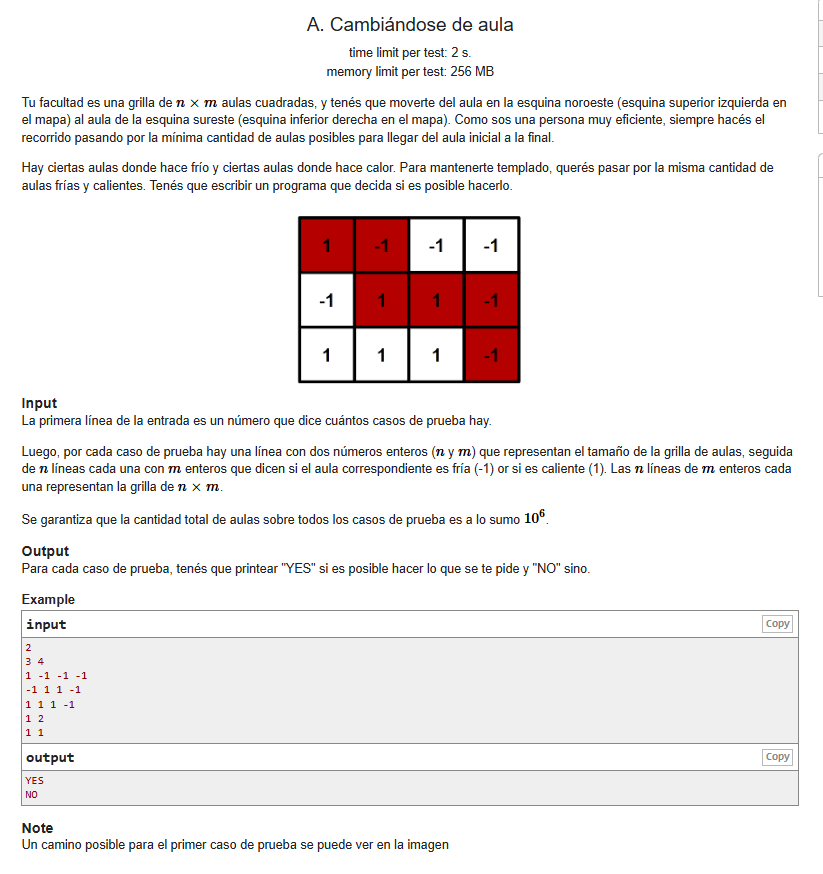 A. Cambiándose de aula
time limit per test: 2 s.
memory limit per test: 256 MB
Tu facultad es una grilla de n × m aulas cuadradas, y tenés que moverte del aula en la esquina noroeste (esquina superior izquierda en
el mapa) al aula de la esquina sureste (esquina inferior derecha en el mapa). Como sos una persona muy eficiente, siempre hacés el
recorrido pasando por la mínima cantidad de aulas posibles para llegar del aula inicial a la final.
Hay ciertas aulas donde hace frío y ciertas aulas donde hace calor. Para mantenerte templado, querés pasar por la misma cantidad de
aulas frías y calientes. Tenés que escribir un programa que decida si es posible hacerlo.
1 -1 -1 -1
-1 1 1 -1
1 1 1 -1
Input
La primera línea de la entrada es un número que dice cuántos casos de prueba hay.
Luego, por cada caso de prueba hay una línea con dos números enteros (n y m) que representan el tamaño de la grilla de aulas, seguida
de n líneas cada una con m enteros que dicen si el aula correspondiente es fría (-1) or si es caliente (1). Las n líneas de m enteros cada
una representan la grilla de n × m.
Se garantiza que la cantidad total de aulas sobre todos los casos de prueba es a lo sumo 10^6.
Output
Para cada caso de prueba, tenés que printear "YES" si es posible hacer lo que se te pide y "NO" sino.
Example
input Copy
2
3 4
1 -1 -1 -1
-1 1 1 -1
1 1 1 -1
1 2
1 1
output Copy
YES
NO
Note
Un camino posible para el primer caso de prueba se puede ver en la imagen